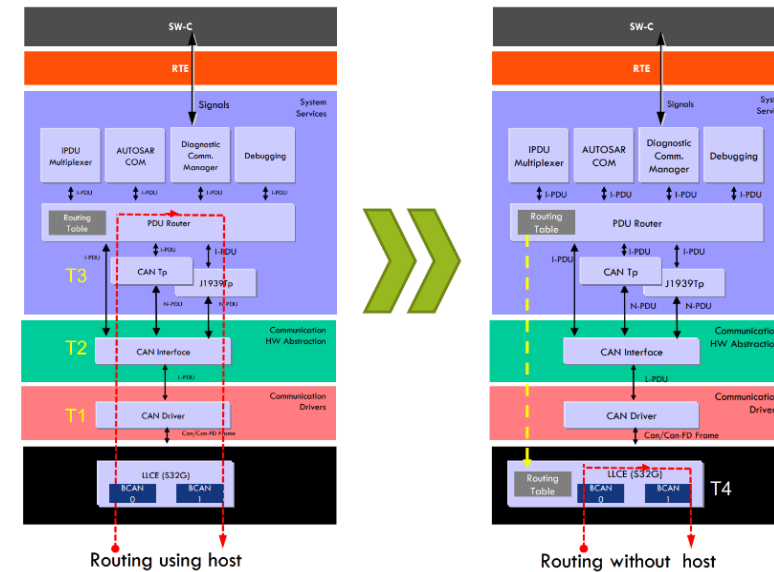 SW-C
RTE
Signals
System
Services
IPDU
Multiplexer
AUTOSAR
COM
Diagnostic
Comm.
Manager
Debugging
I-PDU
I-PDU
I-PDU
I-PDU
Routing
Table
PDU Router
I-PDU
I-PDU
I-PDU
T3
CAN Tp
J1939Tp
N-PDU
N-PDU
Communication
HW Abstraction
T2
CAN Interface
L-PDU
Communication
Drivers
T1
CAN Driver
Can/Can-FD Frame
LLCE (S32G)
BCAN
0
BCAN
1
Routing using host
SW-C
RTE
Signals
Syst
Servic
IPDU
Multiplexer
AUTOSAR
COM
Diagnostic
Comm.
Manager
Debugging
I-PDU
I-PDU
I-PDU
I-PDU
Routing
Table
PDU Router
I-PDU
I-PDU
I-PDU
CAN Tp
J1939Tp
N-PDU
N-PDU
Communication
HW Abstraction
CAN Interface
L-PDU
Communication
Driver
CAN Driver
Can/Can-FD Frame
LLCE (S32G)
Routing
Table
BCAN
0
BCAN
1
T4
Routing without host